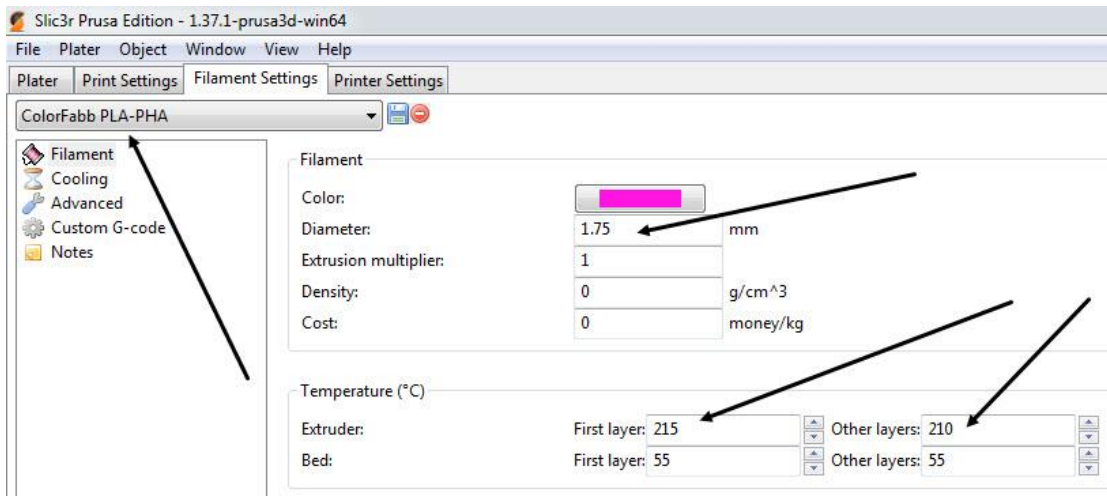 Slic3r Prusa Edition - 1.37.1-prusa3d-win64
File Plater Object Window View Help
Plater Print Settings Filament Settings Printer Settings
ColorFabb PLA-PHA
Filament
Cooling
Advanced
Custom G-code
Notes
Filament
Color:
Diameter: 1.75 mm
Extrusion multiplier: 1
Density: 0 g/cm^3
Cost: 0 money/kg
Temperature (°C)
Extruder: First layer: 215 Other layers: 210
Bed: First layer: 55 Other layers: 55